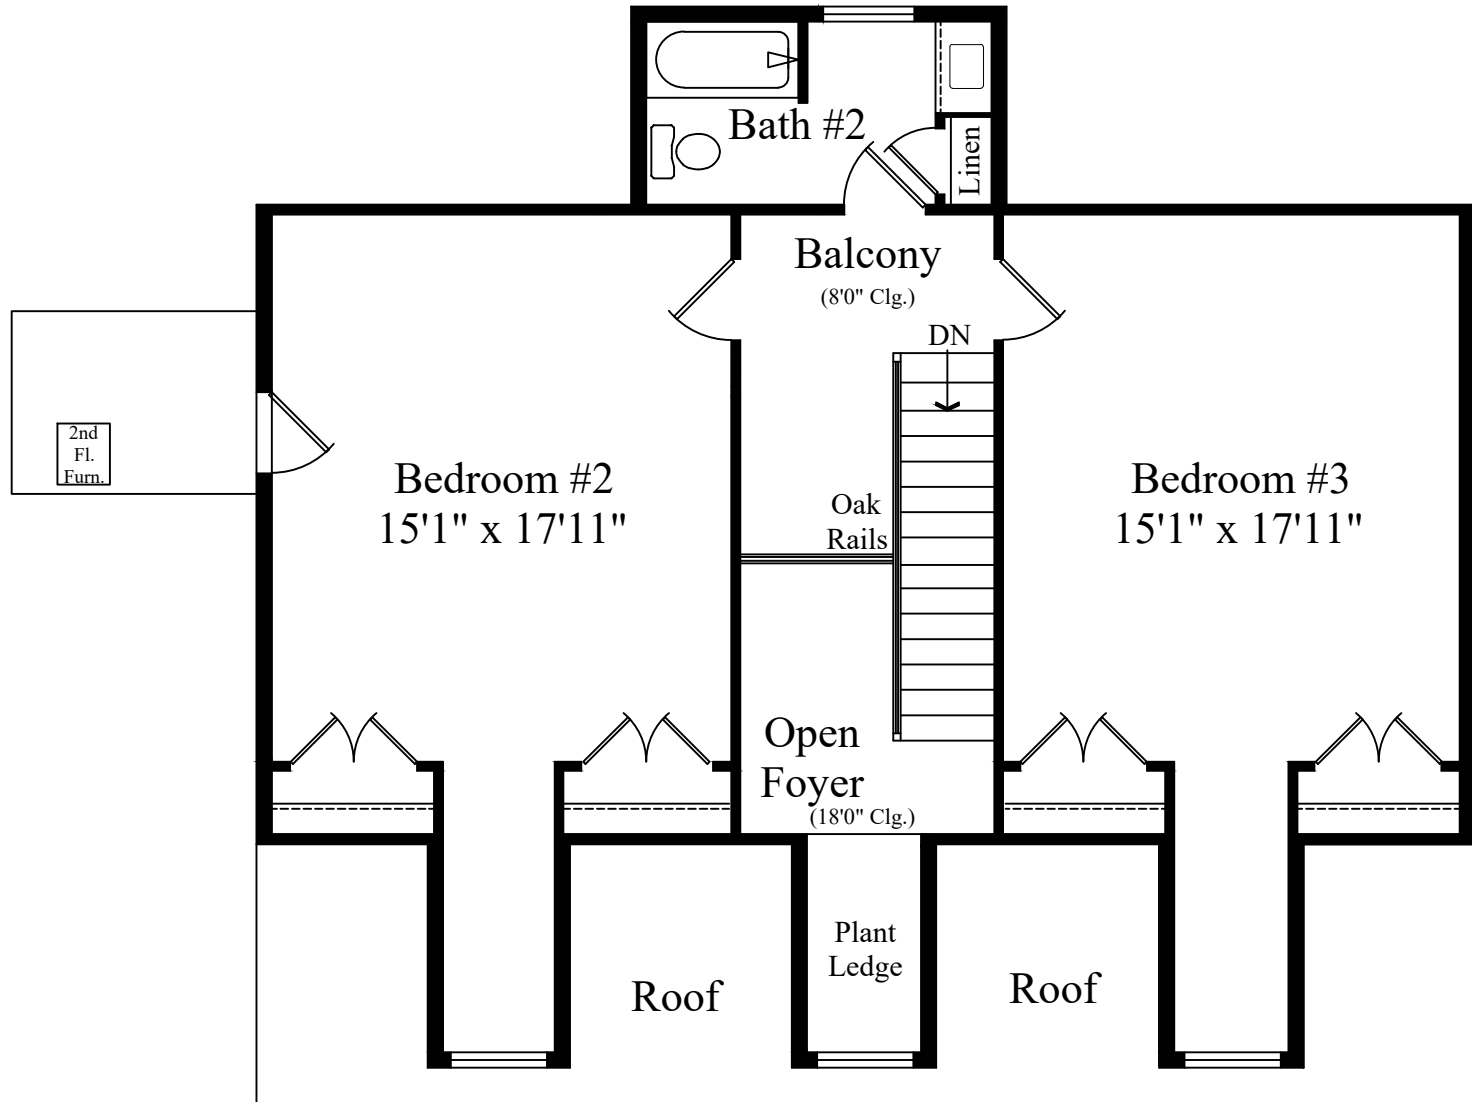 Bath #2
Linen
Balcony
(8'0" Clg.)
DN
2nd
Fl.
Furn.
Bedroom #2
15'1" x 17'11"
Oak
Rails
Bedroom #3
15'1" x 17'11"
Open
Foyer
(18'0" Clg.)
Plant
Ledge
Roof
Roof